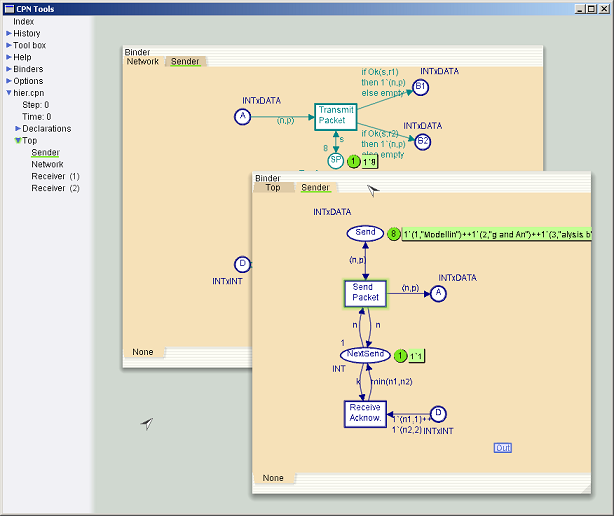 CPN Tools
Index
History
Tool box
Help
Binders
Options
hier.cpn
Step: 0
Time: 0
Declarations
Top
Sender
Network
Receiver (1)
Receiver (2)
Binder
Network Sender
if Ok(s,r1)
then 1`(n,p)
else empty
INTxDATA
B1
INTxDATA
A
(n,p)
Transmit
Packet
INTxDATA
if Ok(s,r2)
then 1`(n,p)
else empty
B2
s
8
SP
1
1`8
D
INTxINT
None
Binder
Top Sender
INTxDATA
Send
8
1`(1,"Modellin")++1`(2,"g and An")++1`(3,"alysis b"
(n,p)
Send
Packet
(n,p)
INTxDATA
A
n
n
1
NextSend
1
1`1
INT
k
min(n1,n2)
Receive
Acknow.
1`(n1,1)++
1`(n2,2)
D
INTxINT
Out
None